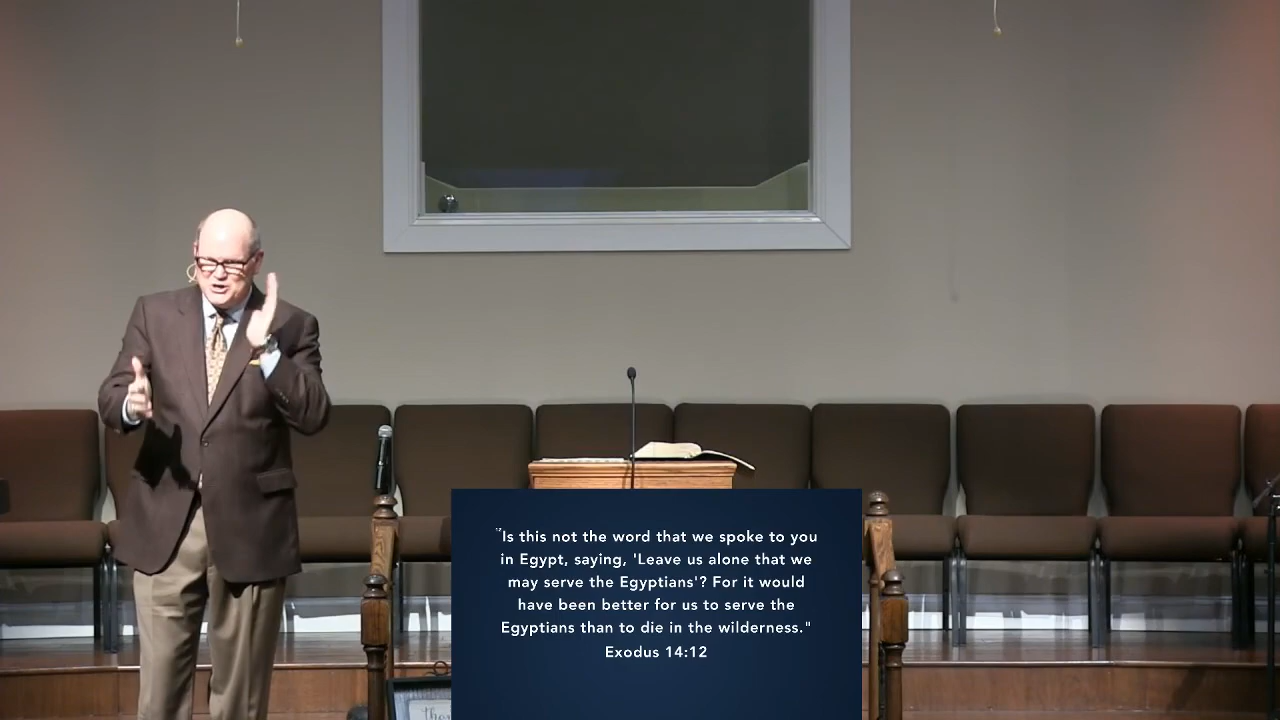 "Is this not the word that we spoke to you
in Egypt, saying, 'Leave us alone that we
may serve the Egyptians'? For it would
have been better for us to serve the
Egyptians than to die in the wilderness."
Exodus 14:12